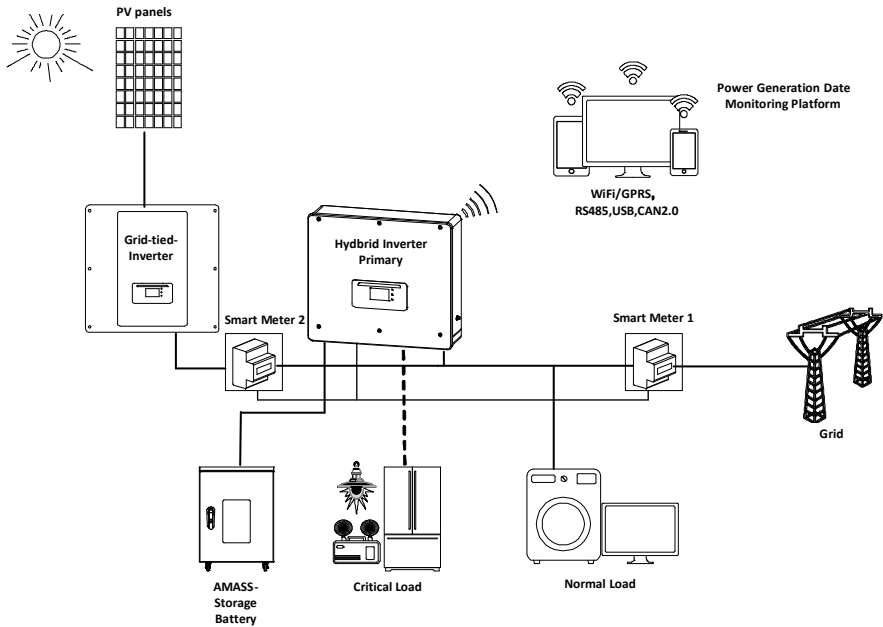 PV panels
Power Generation Date
Monitoring Platform
WiFi/GPRS,
RS485,USB,CAN2.0
Grid-tied-
Inverter
Hydbrid Inverter
Primary
Smart Meter 2
Smart Meter 1
Grid
AMASS-
Storage
Battery
Critical Load
Normal Load